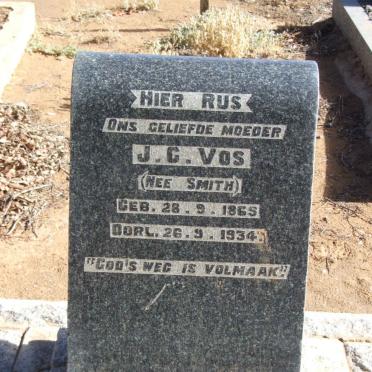 HIER RUS
ONS GELIEFDE MOEDER
J. C. VOS
(NEE SMITH)
GEB. 28.9.1865
OORL. 26.9.1934.
"GOD'S WEG IS VOLMAAK"